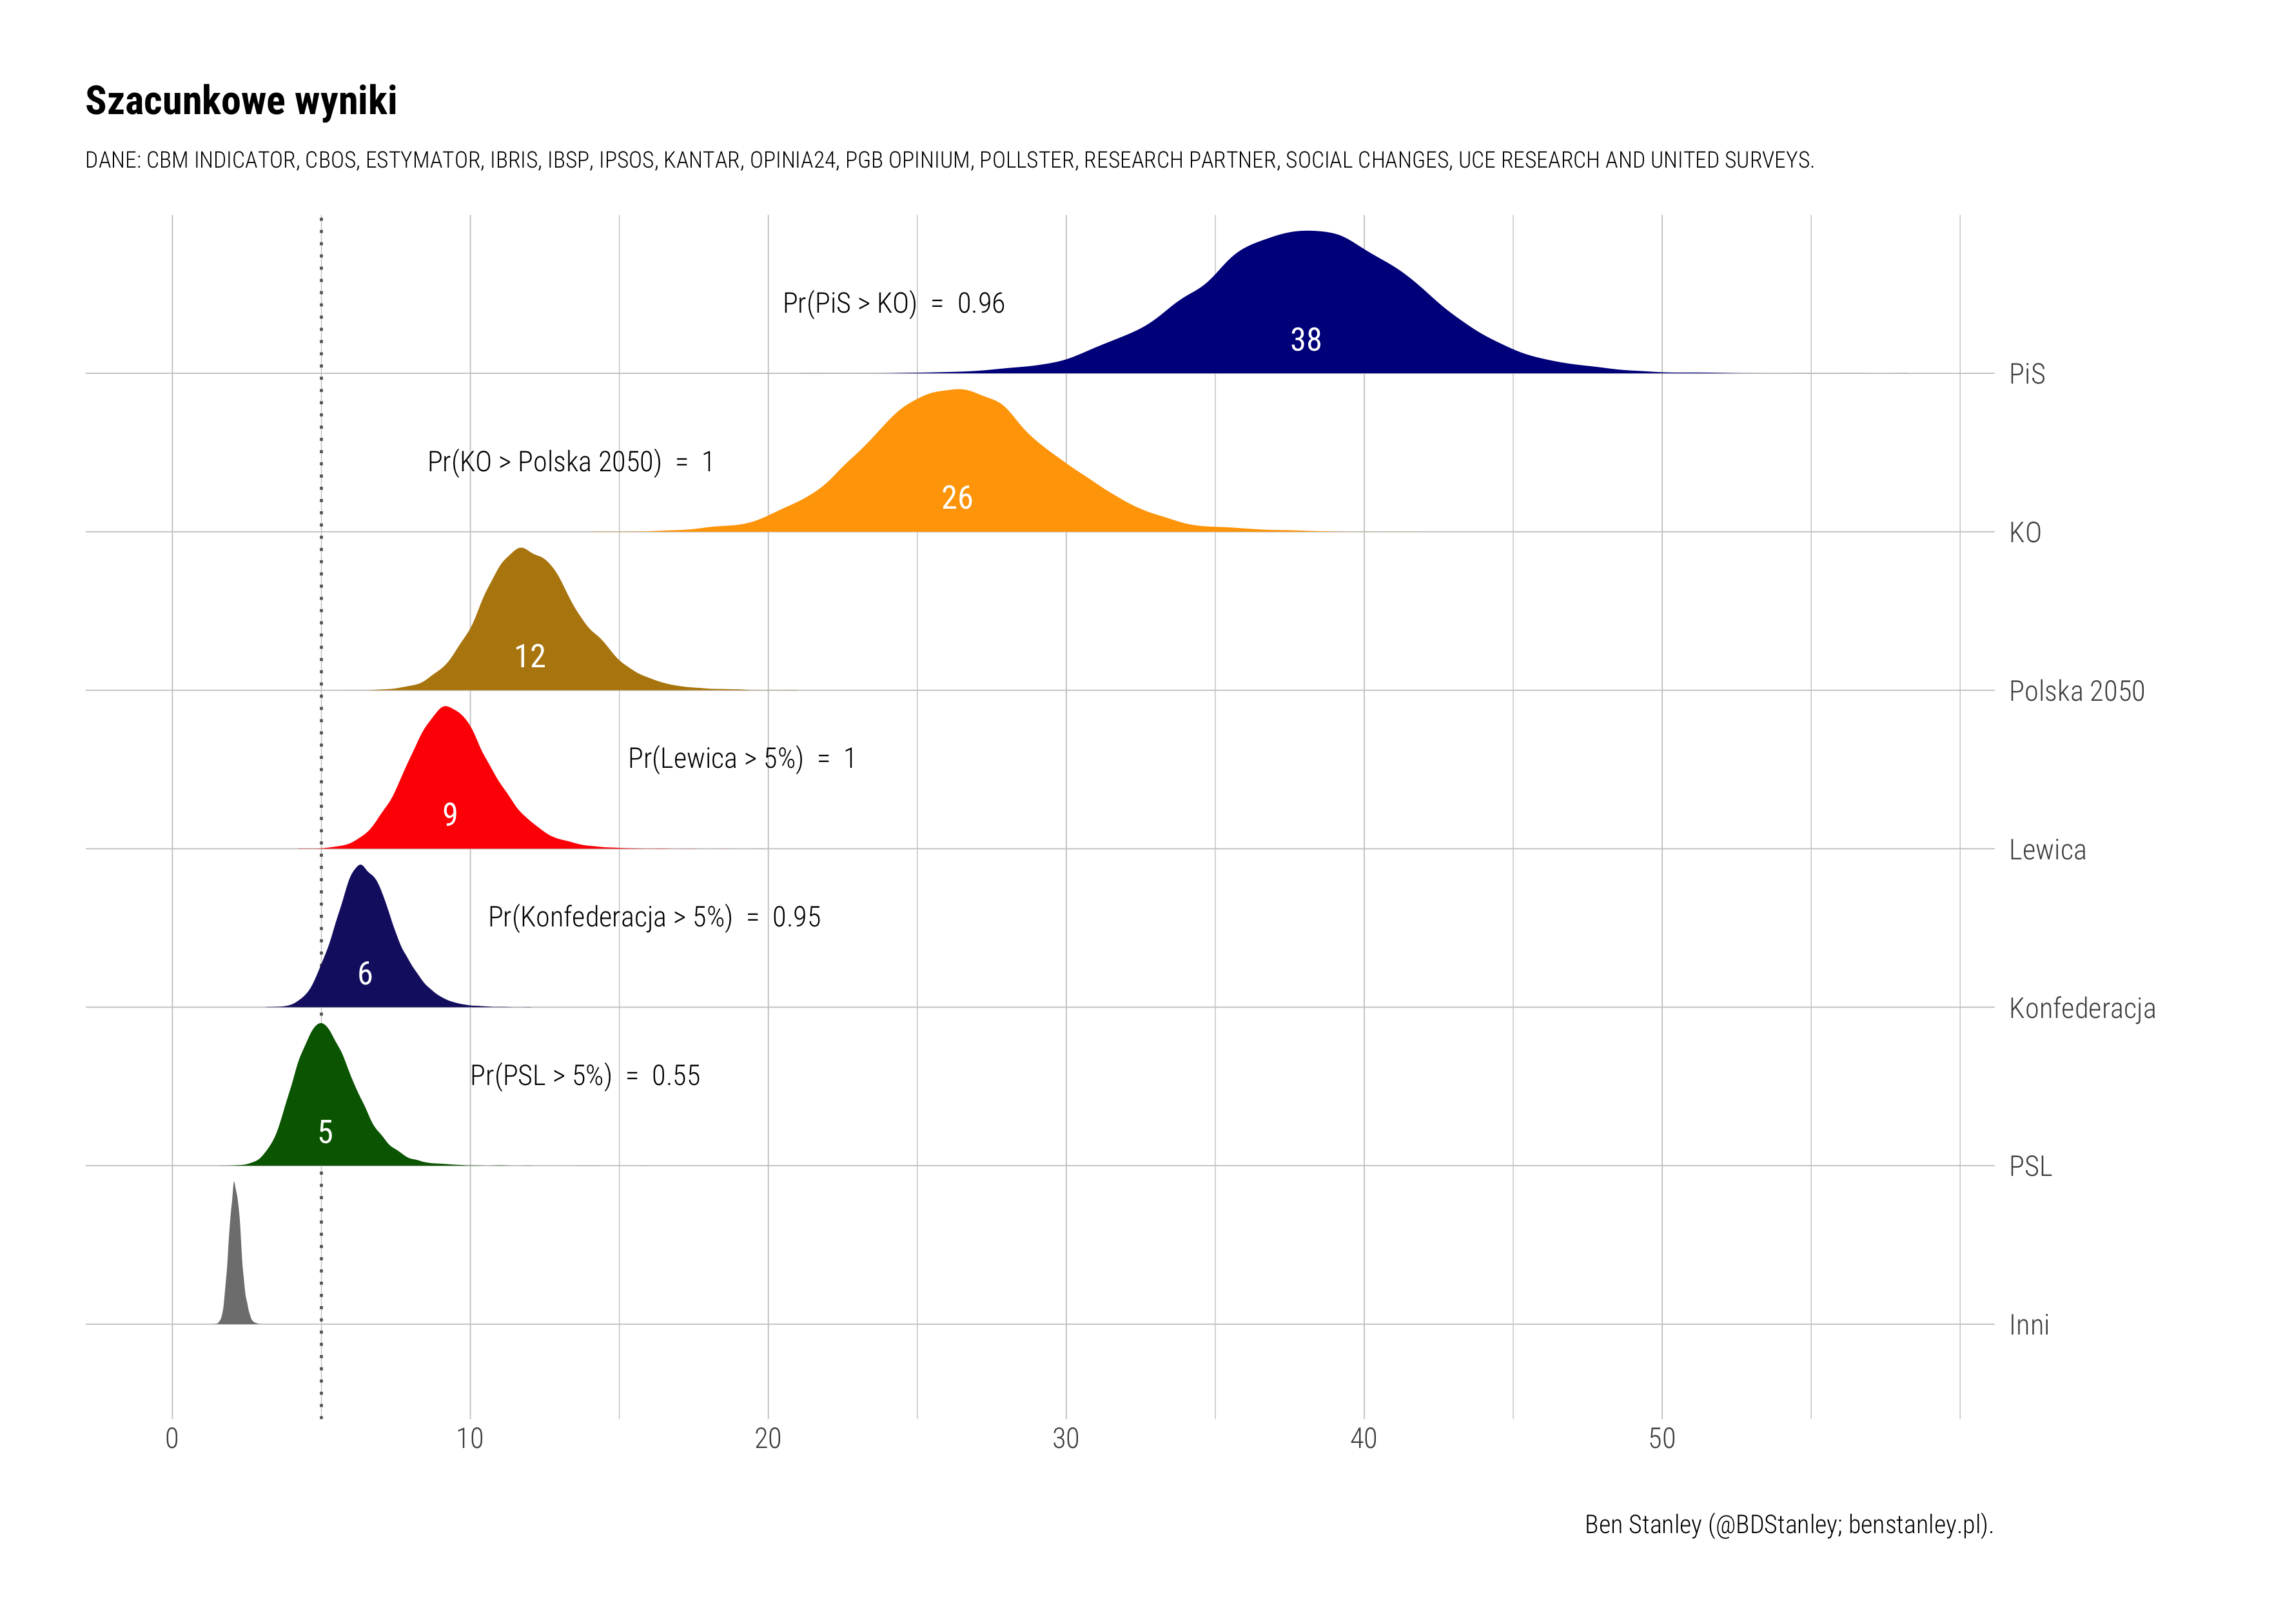 Szacunkowe wyniki
DANE: CBM INDICATOR, CBOS, ESTYMATOR, IBRIS, IBSP, IPSOS, KANTAR, OPINIA24, PGB OPINIUM, POLLSTER, RESEARCH PARTNER, SOCIAL CHANGES, UCE RESEARCH AND UNITED SURVEYS.
Pr(PiS > KO) = 0.96
38
PiS
Pr(KO > Polska 2050) = 1
26
KO
12
Polska 2050
Pr(Lewica > 5%) = 1
9
Lewica
Pr(Konfederacja > 5%) = 0.95
6
Konfederacja
Pr(PSL > 5%) = 0.55
5
PSL
Inni
0 10 20 30 40 50
Ben Stanley (@BDStanley; benstanley.pl).